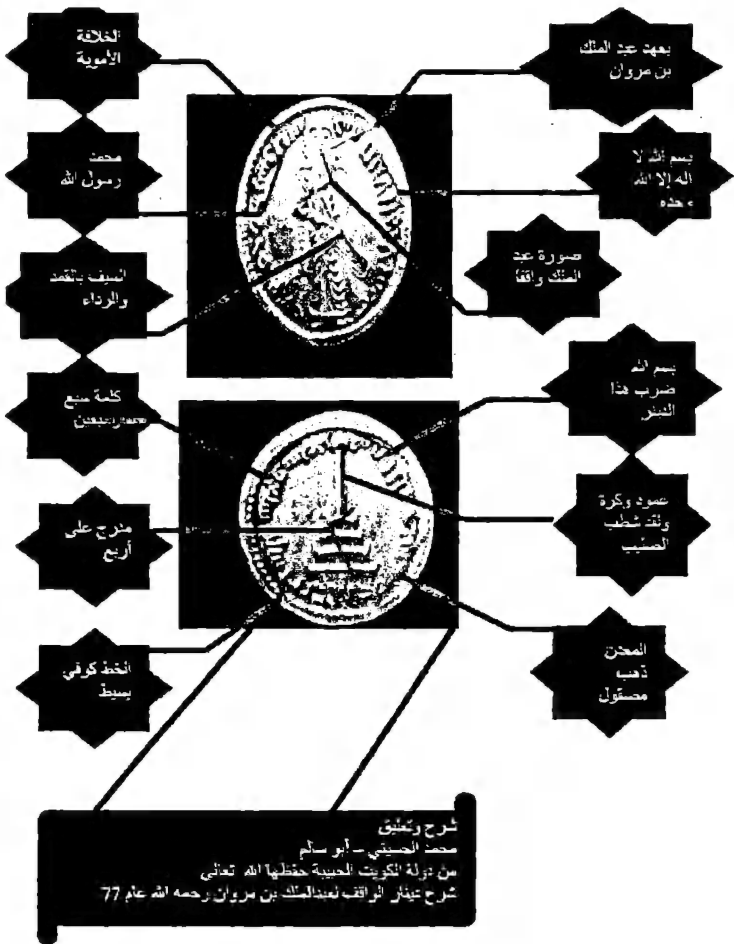 بعهد عبد الملك
بن مروان
الخلافة
الأموية
بسم الله لا
اله إلا الله
وحده
محمد
رسول الله
صورة عبد
الملك واقفا
السيف بالغمد
والرداء
بسم الله
ضرب هذا
الدينر
كلمة سبع
وسبعين
عمود وكرة
وقد شطب
الصليب
مدرج على
أربع
المعدن
ذهب
مصقول
الخط كوفي
بسيط
شرح وتعليق
محمد الحسيني – أبو سالم
من دولة الكويت الحبيبة حفظها الله تعالى
شرح دينار الواقف لعبدالملك بن مروان رحمه الله عام 77